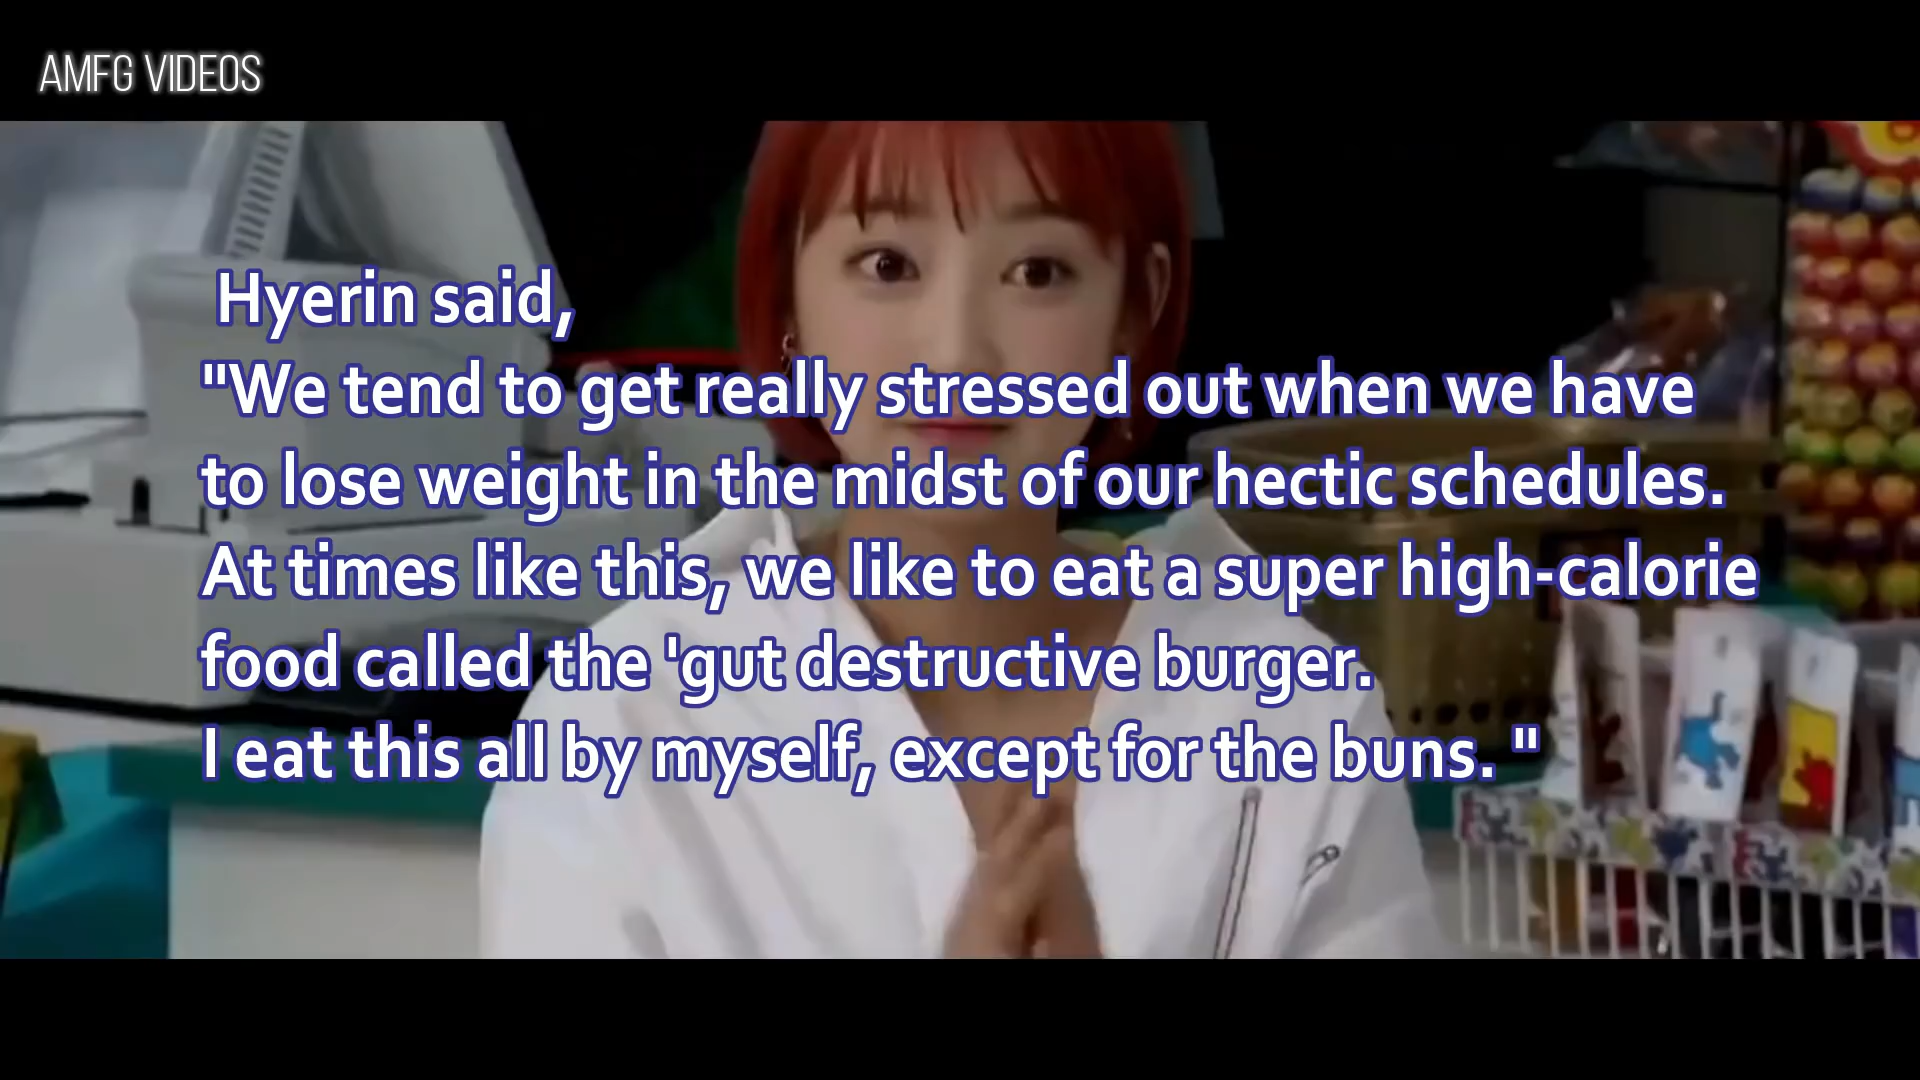 AMFG VIDEOS
Hyerin said,
"We tend to get really stressed out when we have
to lose weight in the midst of our hectic schedules.
At times like this, we like to eat a super high-calorie
food called the 'gut destructive burger.
I eat this all by myself, except for the buns. "